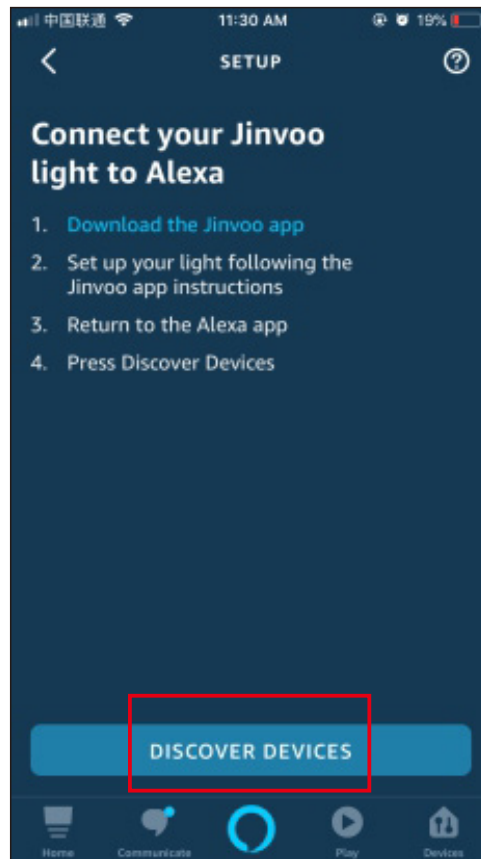 中国联通 11:30 AM 19%
SETUP
Connect your Jinvoo
light to Alexa
1. Download the Jinvoo app
2. Set up your light following the
Jinvoo app instructions
3. Return to the Alexa app
4. Press Discover Devices
DISCOVER DEVICES
Home Communicate Play Devices